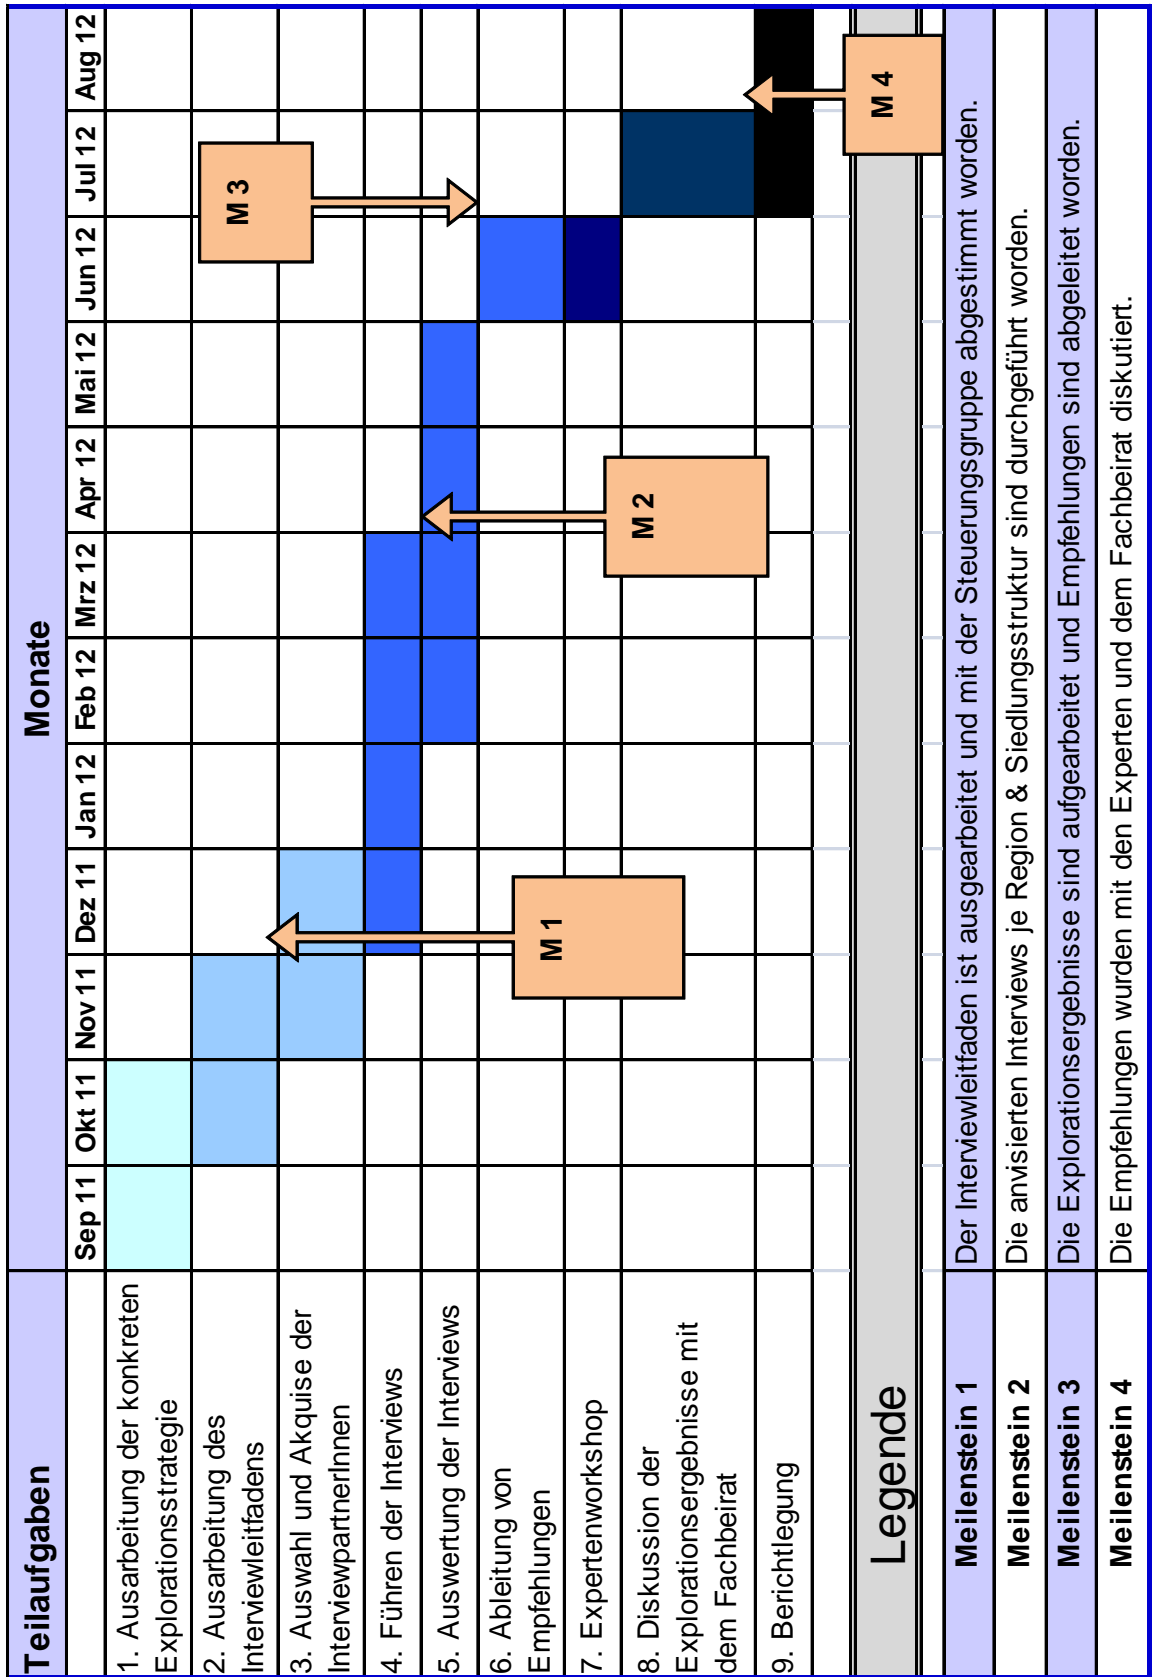 Teilaufgaben
Monate
Sep 11
Okt 11
Nov 11
Dez 11
Jan 12
Feb 12
Mrz 12
Apr 12
Mai 12
Jun 12
Jul 12
Aug 12
1. Ausarbeitung der konkreten
Explorationsstrategie
2. Ausarbeitung des
Interviewleitfadens
3. Auswahl und Akquise der
InterviewpartnerInnen
4. Führen der Interviews
5. Auswertung der Interviews
6. Ableitung von
Empfehlungen
7. Expertenworkshop
8. Diskussion der
Explorationsergebnisse mit
dem Fachbeirat
9. Berichtlegung
M 1
M 2
M 3
M 4
Legende
Meilenstein 1
Der Interviewleitfaden ist ausgearbeitet und mit der Steuerungsgruppe abgestimmt worden.
Meilenstein 2
Die anvisierten Interviews je Region & Siedlungsstruktur sind durchgeführt worden.
Meilenstein 3
Die Explorationsergebnisse sind aufgearbeitet und Empfehlungen sind abgeleitet worden.
Meilenstein 4
Die Empfehlungen wurden mit den Experten und dem Fachbeirat diskutiert.